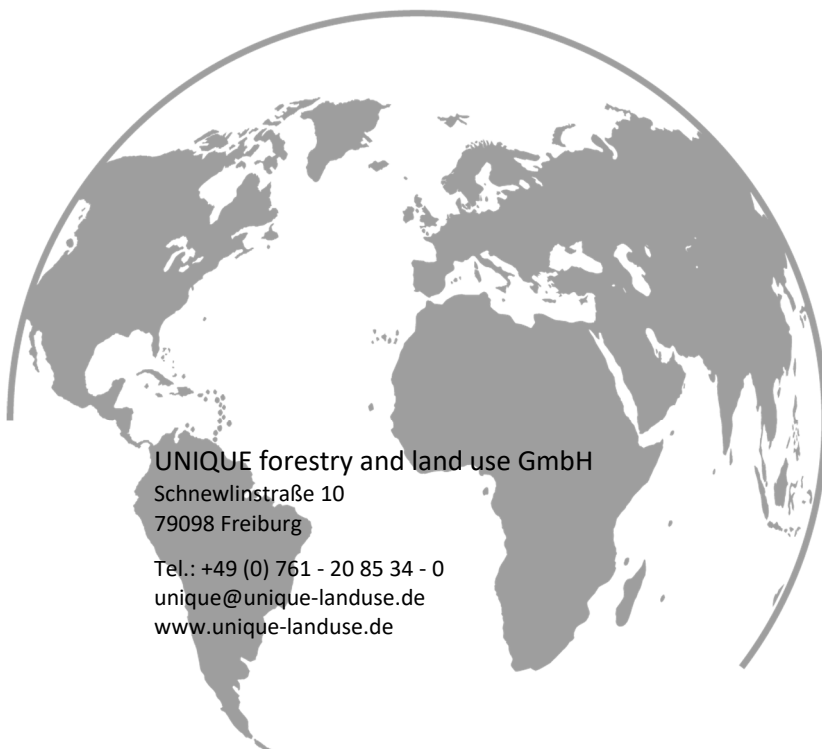 UNIQUE forestry and land use GmbH
Schnewlinstraße 10
79098 Freiburg
Tel.: +49 (0) 761 - 20 85 34 - 0
unique@unique-landuse.de
www.unique-landuse.de